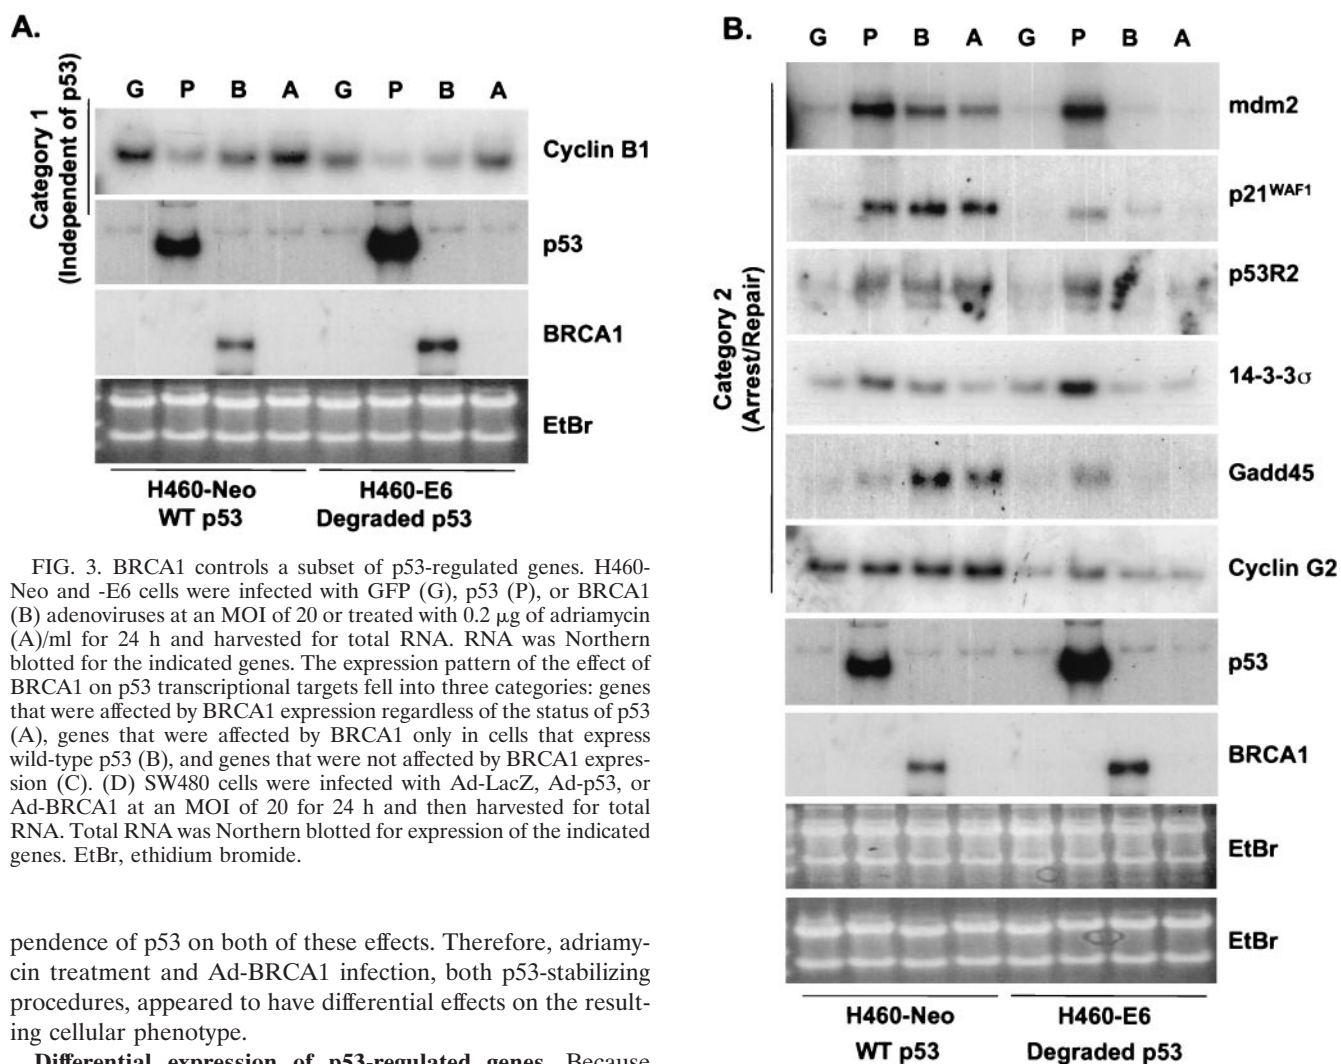 A.
G P B A G P B A
Category 1
(Independent of p53)
Cyclin B1
p53
BRCA1
EtBr
H460-Neo
WT p53
H460-E6
Degraded p53
FIG. 3. BRCA1 controls a subset of p53-regulated genes. H460-
Neo and -E6 cells were infected with GFP (G), p53 (P), or BRCA1
(B) adenoviruses at an MOI of 20 or treated with 0.2 μg of adriamycin
(A)/ml for 24 h and harvested for total RNA. RNA was Northern
blotted for the indicated genes. The expression pattern of the effect of
BRCA1 on p53 transcriptional targets fell into three categories: genes
that were affected by BRCA1 expression regardless of the status of p53
(A), genes that were affected by BRCA1 only in cells that express
wild-type p53 (B), and genes that were not affected by BRCA1 expres-
sion (C). (D) SW480 cells were infected with Ad-LacZ, Ad-p53, or
Ad-BRCA1 at an MOI of 20 for 24 h and then harvested for total
RNA. Total RNA was Northern blotted for expression of the indicated
genes. EtBr, ethidium bromide.
pendence of p53 on both of these effects. Therefore, adriamy-
cin treatment and Ad-BRCA1 infection, both p53-stabilizing
procedures, appeared to have differential effects on the result-
ing cellular phenotype.
Differential expression of p53-regulated genes. Because
B.
G P B A G P B A
Category 2
(Arrest/Repair)
mdm2
p21WAF1
p53R2
14-3-3σ
Gadd45
Cyclin G2
p53
BRCA1
EtBr
EtBr
H460-Neo
WT p53
H460-E6
Degraded p53